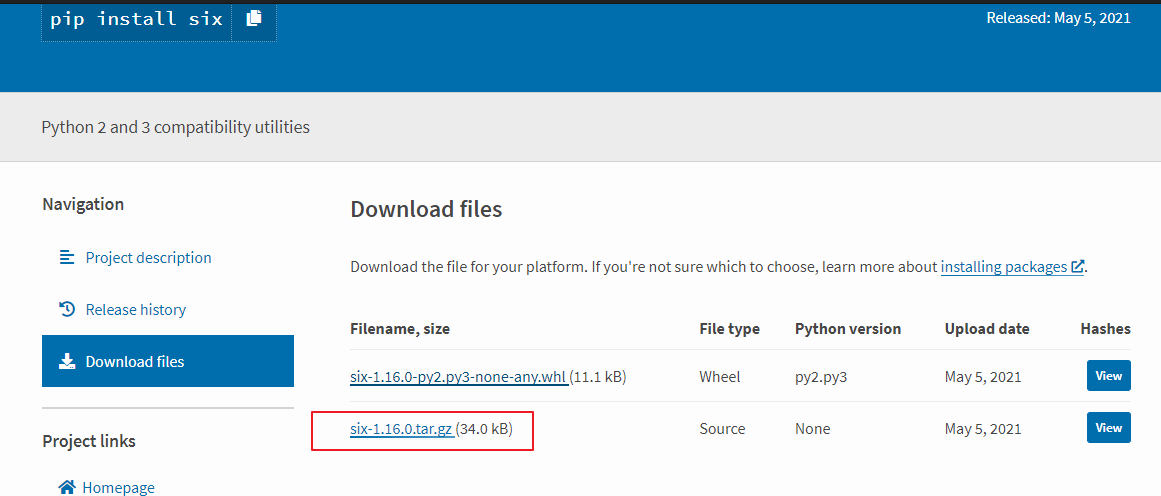 pip install six
Released: May 5, 2021
Python 2 and 3 compatibility utilities
Navigation
Project description
Release history
Download files
Project links
Homepage
Download files
Download the file for your platform. If you're not sure which to choose, learn more about installing packages.
Filename, size File type Python version Upload date Hashes
six-1.16.0-py2.py3-none-any.whl (11.1 kB) Wheel py2.py3 May 5, 2021 View
six-1.16.0.tar.gz (34.0 kB) Source None May 5, 2021 View